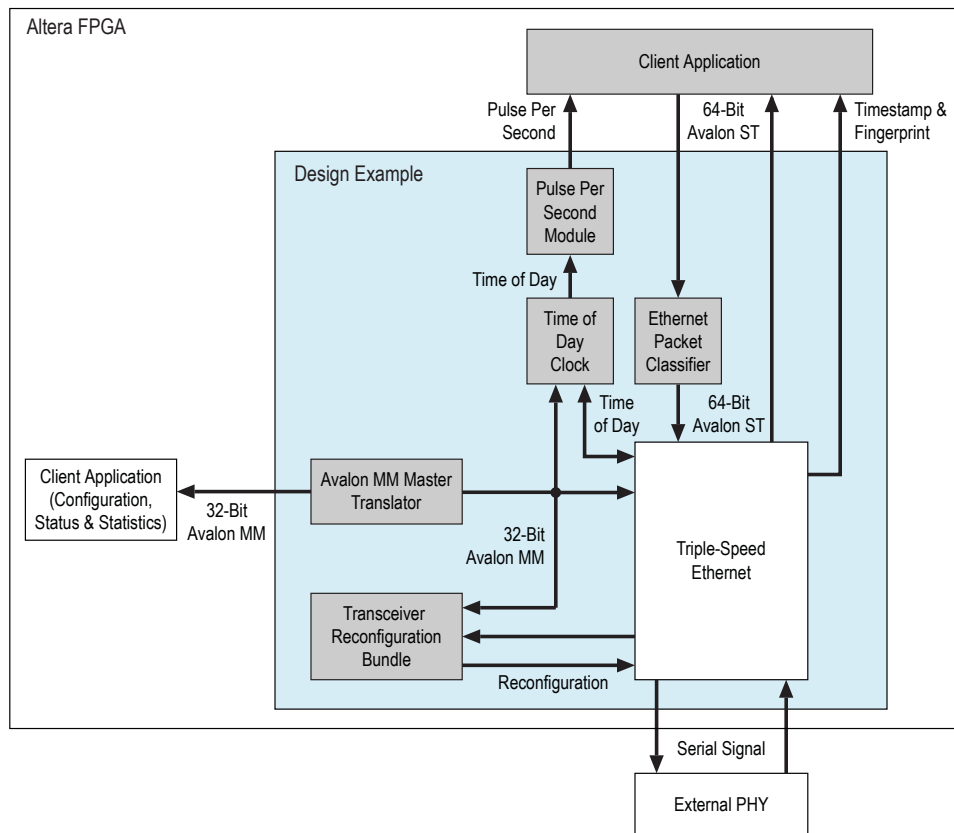 Altera FPGA
Client Application
Pulse Per
Second
64-Bit
Avalon ST
Timestamp &
Fingerprint
Design Example
Pulse Per
Second
Module
Time of Day
Time of
Day
Clock
Ethernet
Packet
Classifier
Time
of Day
64-Bit
Avalon ST
Client Application
(Configuration,
Status & Statistics)
32-Bit
Avalon MM
Avalon MM Master
Translator
32-Bit
Avalon MM
Triple-Speed
Ethernet
Transceiver
Reconfiguration
Bundle
Reconfiguration
Serial Signal
External PHY